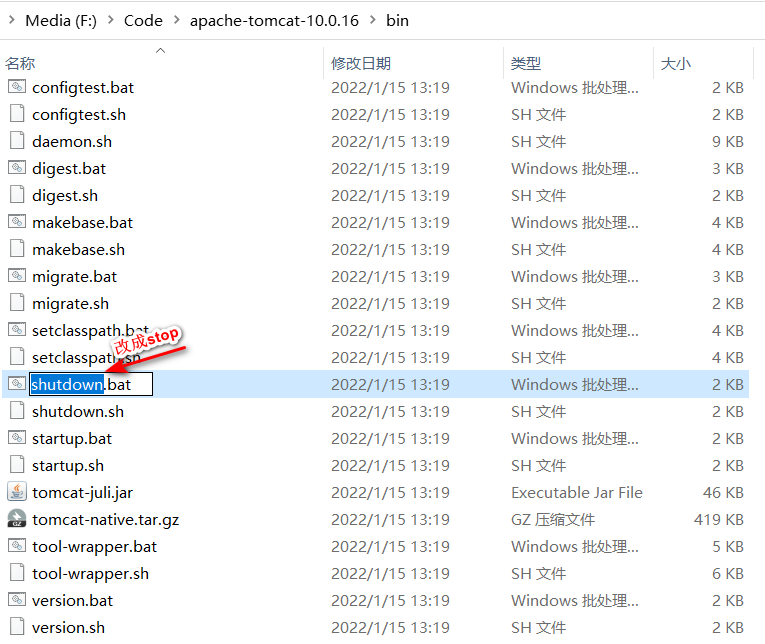 Media (F:) > Code > apache-tomcat-10.0.16 > bin
名称 修改日期 类型 大小
configtest.bat 2022/1/15 13:19 Windows 批处理... 2 KB
configtest.sh 2022/1/15 13:19 SH 文件 2 KB
daemon.sh 2022/1/15 13:19 SH 文件 9 KB
digest.bat 2022/1/15 13:19 Windows 批处理... 3 KB
digest.sh 2022/1/15 13:19 SH 文件 2 KB
makebase.bat 2022/1/15 13:19 Windows 批处理... 4 KB
makebase.sh 2022/1/15 13:19 SH 文件 4 KB
migrate.bat 2022/1/15 13:19 Windows 批处理... 3 KB
migrate.sh 2022/1/15 13:19 SH 文件 2 KB
setclasspath.bat 2022/1/15 13:19 Windows 批处理... 4 KB
改成stop
setclasspath.sh 2022/1/15 13:19 SH 文件 4 KB
shutdown.bat 2022/1/15 13:19 Windows 批处理... 2 KB
shutdown.sh 2022/1/15 13:19 SH 文件 2 KB
startup.bat 2022/1/15 13:19 Windows 批处理... 2 KB
startup.sh 2022/1/15 13:19 SH 文件 2 KB
tomcat-juli.jar 2022/1/15 13:19 Executable Jar File 46 KB
tomcat-native.tar.gz 2022/1/15 13:19 GZ 压缩文件 419 KB
tool-wrapper.bat 2022/1/15 13:19 Windows 批处理... 5 KB
tool-wrapper.sh 2022/1/15 13:19 SH 文件 6 KB
version.bat 2022/1/15 13:19 Windows 批处理... 2 KB
version.sh 2022/1/15 13:19 SH 文件 2 KB